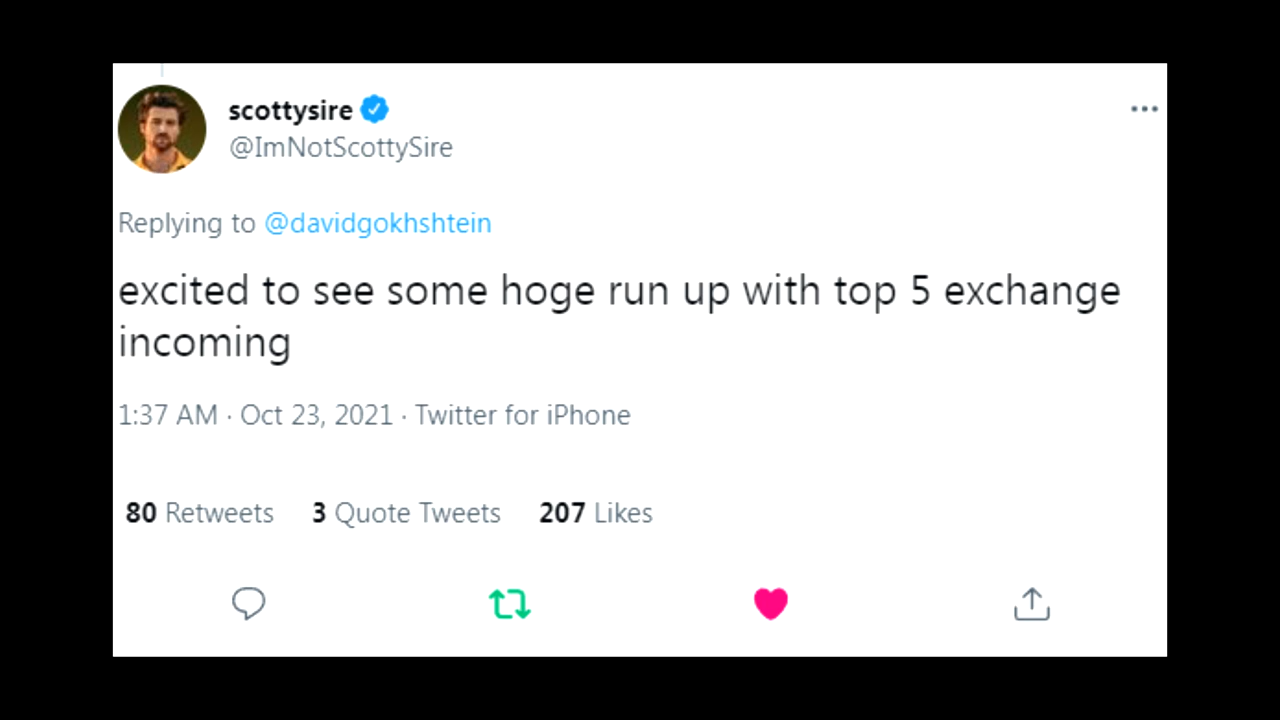 scottysire
@ImNotScottySire
Replying to @davidgokhshtein
excited to see some hoge run up with top 5 exchange
incoming
1:37 AM · Oct 23, 2021 · Twitter for iPhone
80 Retweets 3 Quote Tweets 207 Likes